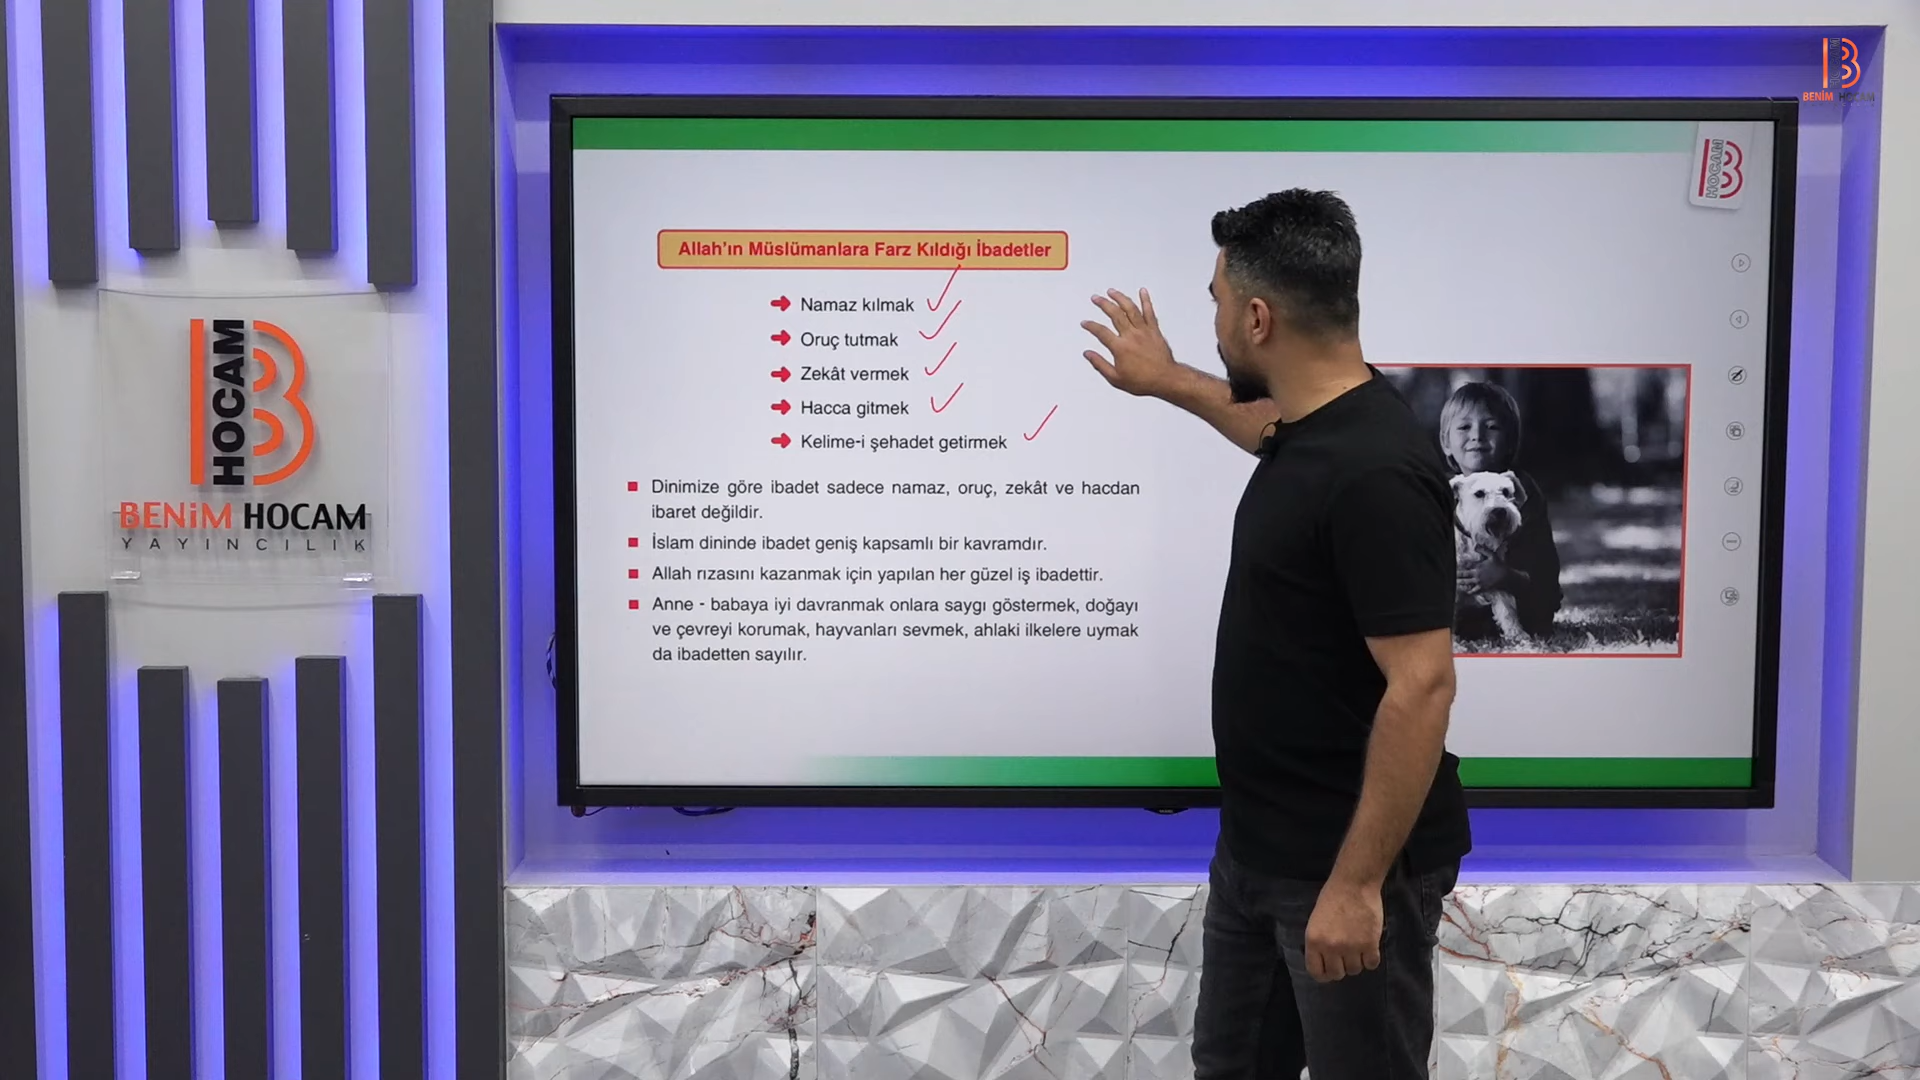 HOCAM
BENİM HOCAM
YAYINCILIK
BENİM HOCAM
HOCAM
Allah'ın Müslümanlara Farz Kıldığı İbadetler
Namaz kılmak
Oruç tutmak
Zekât vermek
Hacca gitmek
Kelime-i şehadet getirmek
Dinimize göre ibadet sadece namaz, oruç, zekât ve hacdan
ibaret değildir.
İslam dininde ibadet geniş kapsamlı bir kavramdır.
Allah rızasını kazanmak için yapılan her güzel iş ibadettir.
Anne - babaya iyi davranmak onlara saygı göstermek, doğayı
ve çevreyi korumak, hayvanları sevmek, ahlaki ilkelere uymak
da ibadetten sayılır.